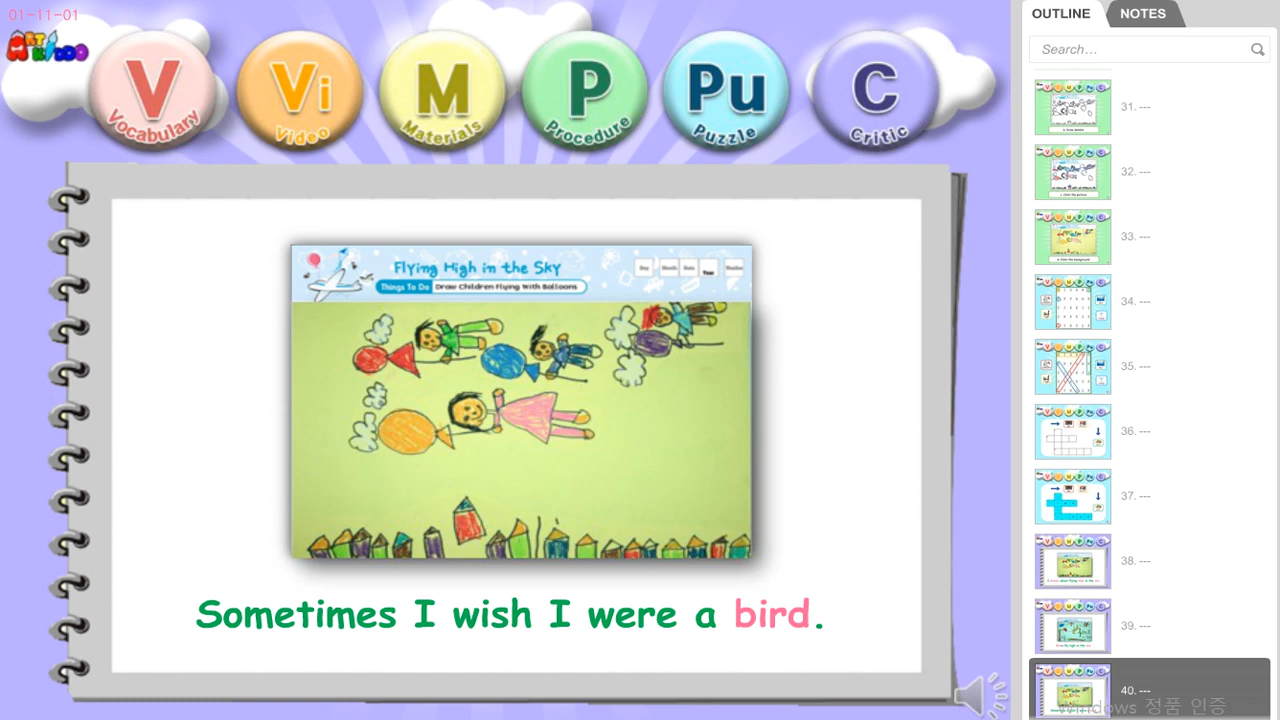 01-11-01
ART KIDDO
V Vocabulary
Vi Video
M Materials
P Procedure
Pu Puzzle
C Critic
Flying High in the Sky
Things To Do Draw Children Flying With Balloons
Sometimes I wish I were a bird.
OUTLINE NOTES
Search...
31. ---
32. ---
33. ---
34. ---
35. ---
36. ---
37. ---
38. ---
39. ---
40. ---
Windows 정품 인증